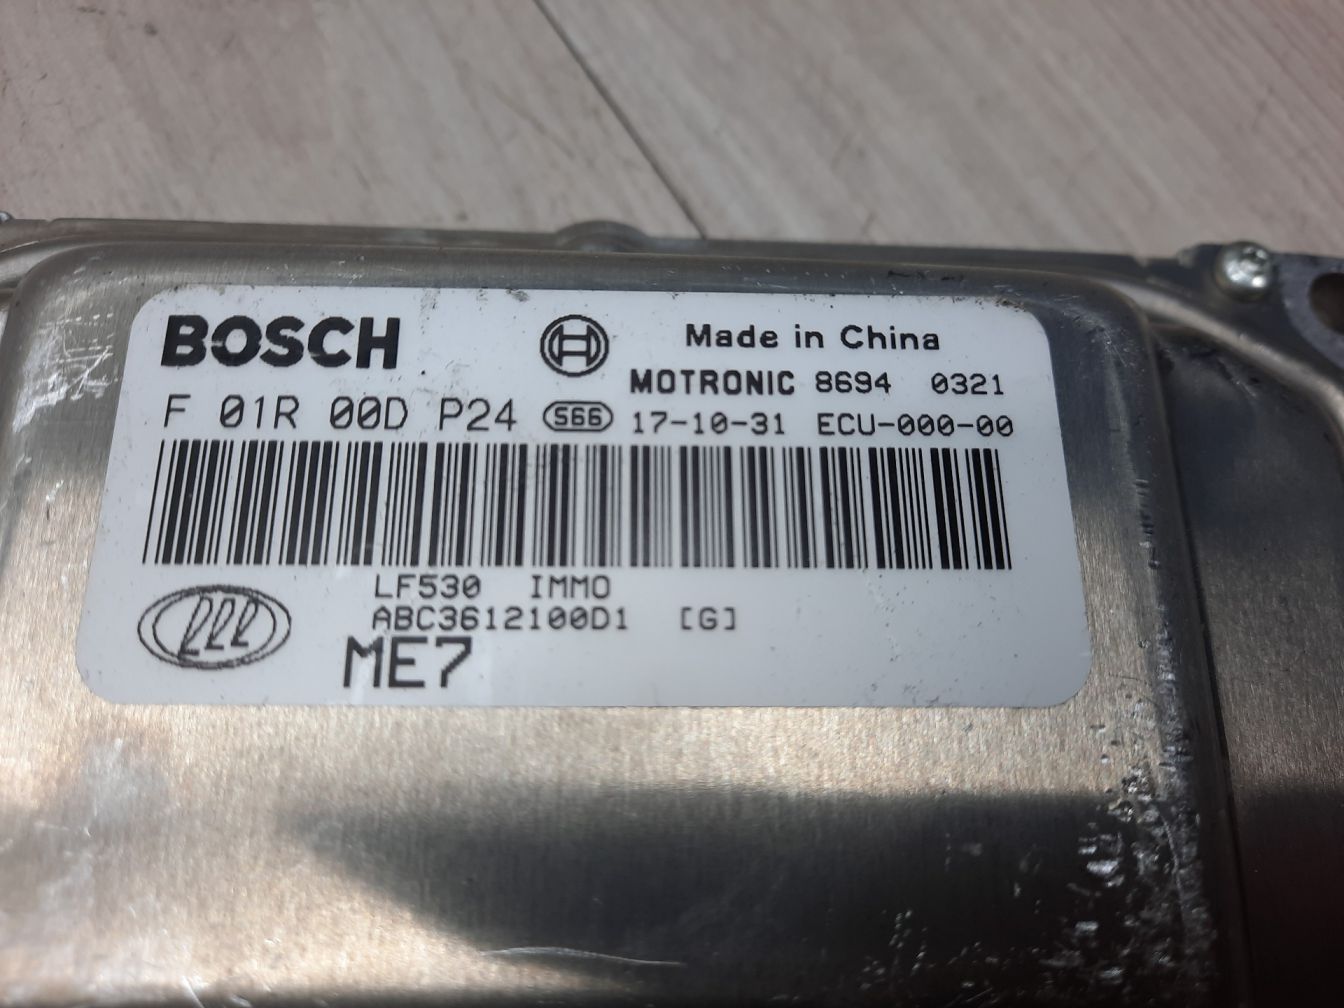 BOSCH
Made in China
MOTRONIC 8694 0321
F 01R 00D P24 S66 17-10-31 ECU-000-00
LF530 IMMO
ABC3612100D1 [G]
ME7